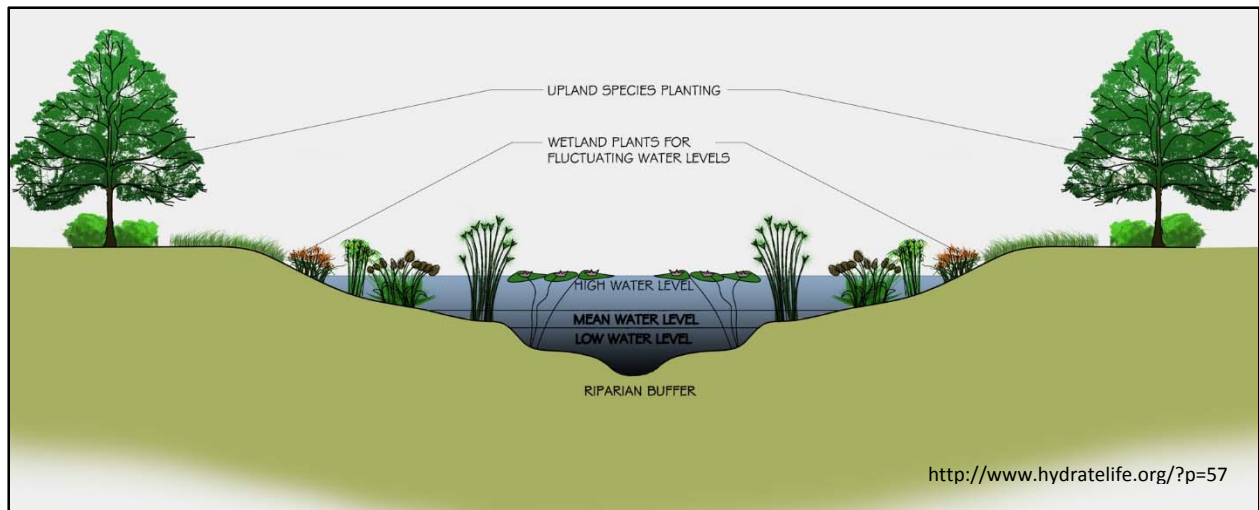 UPLAND SPECIES PLANTING
WETLAND PLANTS FOR
FLUCTUATING WATER LEVELS
HIGH WATER LEVEL
MEAN WATER LEVEL
LOW WATER LEVEL
RIPARIAN BUFFER
http://www.hydratelife.org/?p=57